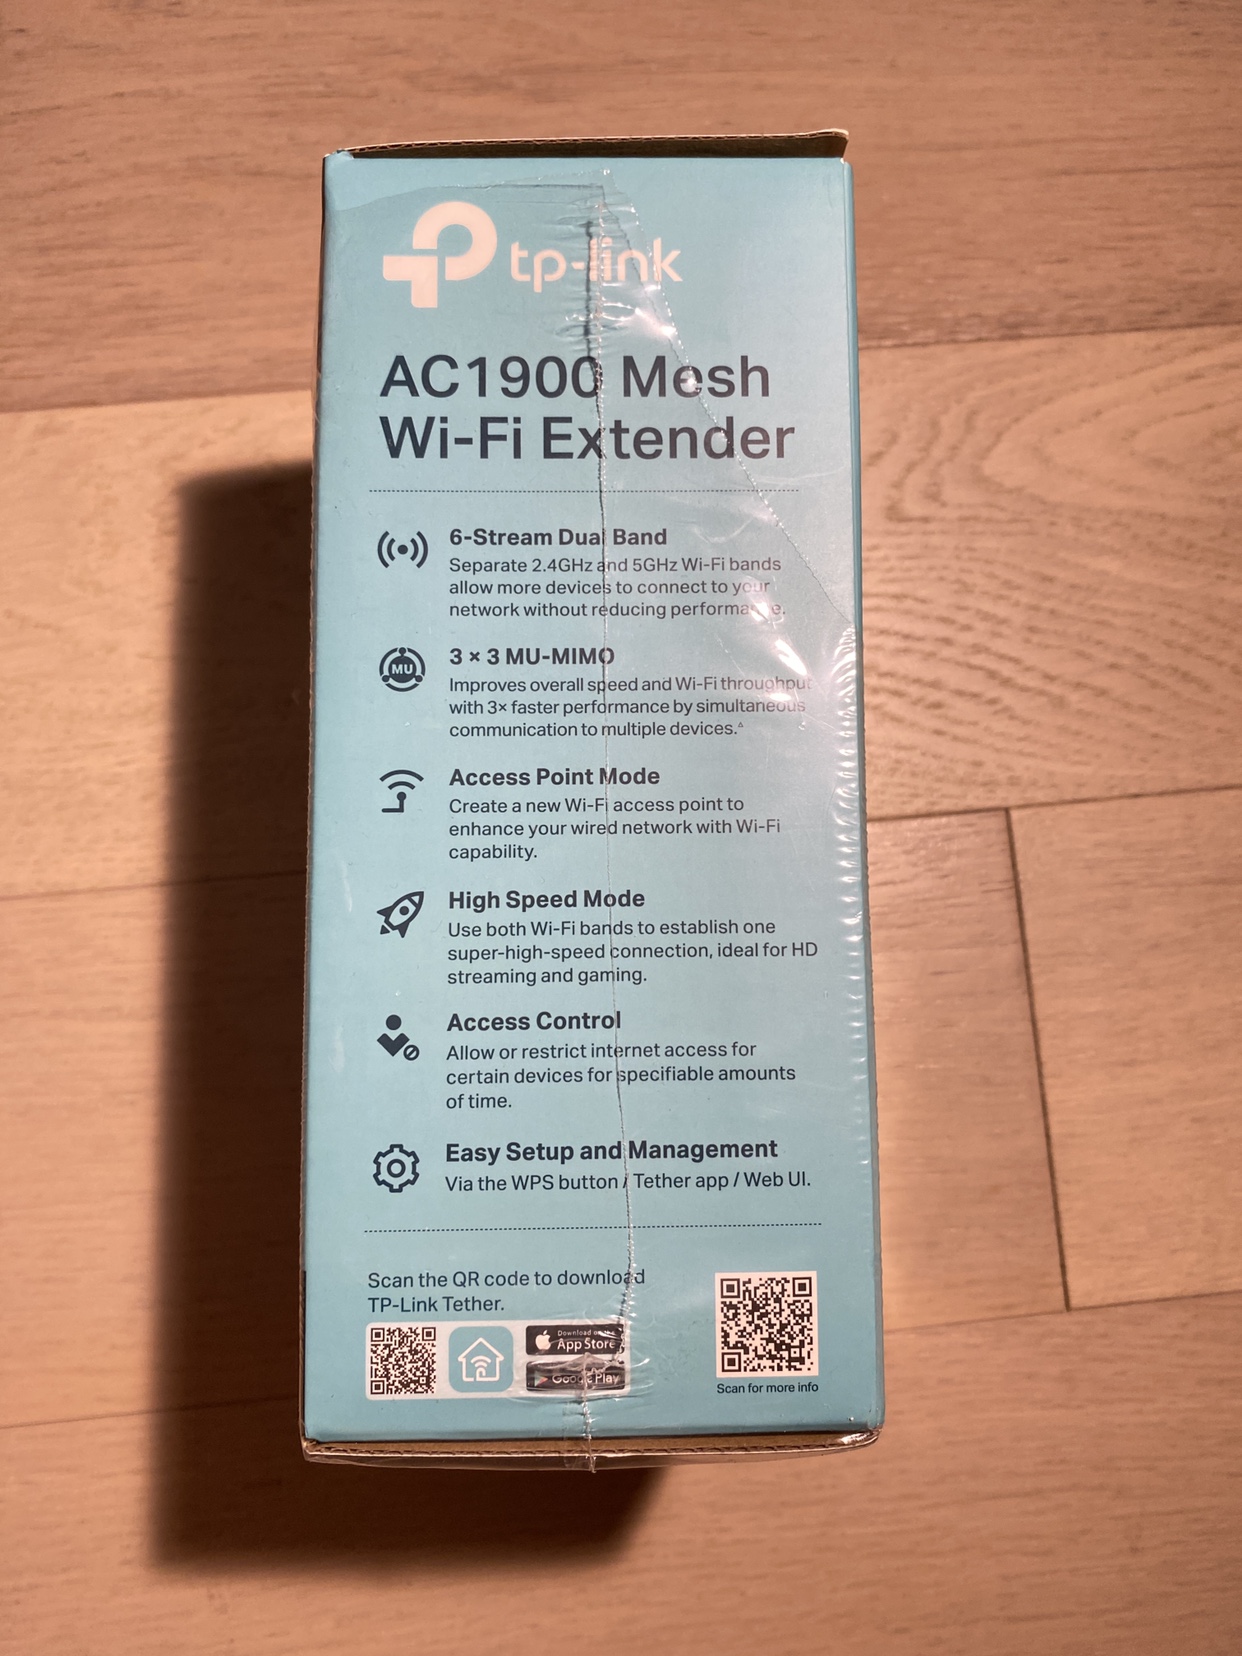 tp-link
AC1900 Mesh
Wi-Fi Extender
6-Stream Dual Band
Separate 2.4GHz and 5GHz Wi-Fi bands
allow more devices to connect to your
network without reducing performance.
MU
3 × 3 MU-MIMO
Improves overall speed and Wi-Fi throughput
with 3× faster performance by simultaneous
communication to multiple devices.△
Access Point Mode
Create a new Wi-Fi access point to
enhance your wired network with Wi-Fi
capability.
High Speed Mode
Use both Wi-Fi bands to establish one
super-high-speed connection, ideal for HD
streaming and gaming.
Access Control
Allow or restrict internet access for
certain devices for specifiable amounts
of time.
Easy Setup and Management
Via the WPS button / Tether app / Web UI.
Scan the QR code to download
TP-Link Tether.
Download on the
App Store
Google Play
Scan for more info